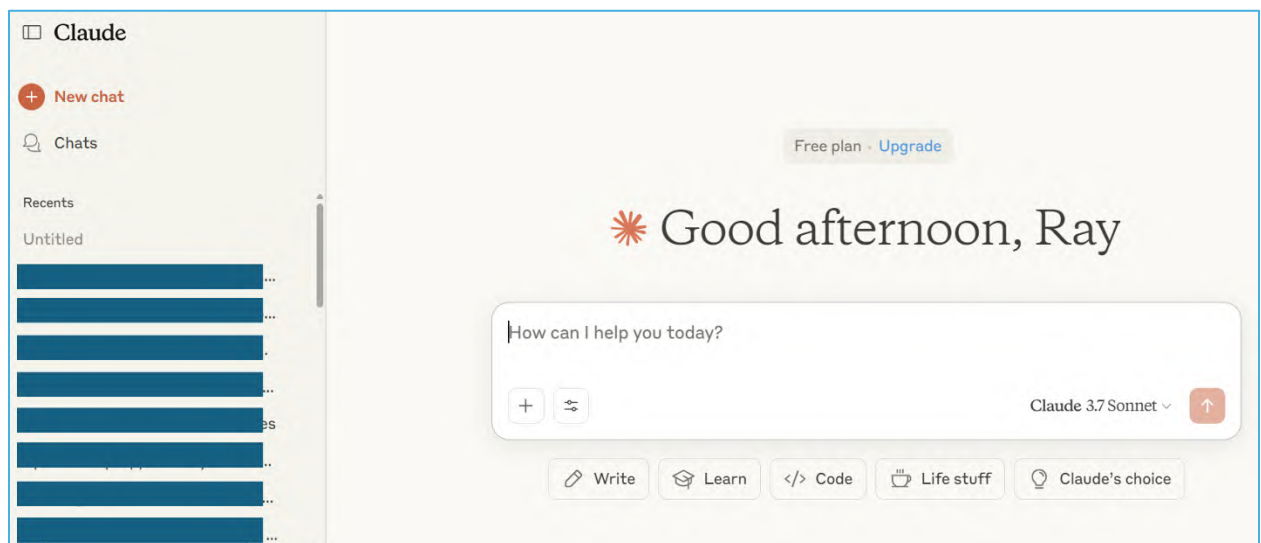 Claude
New chat
Chats
Recents
Untitled
...
...
.
...
es
..
...
...
Free plan • Upgrade
Good afternoon, Ray
How can I help you today?
Claude 3.7 Sonnet
Write
Learn
</> Code
Life stuff
Claude's choice